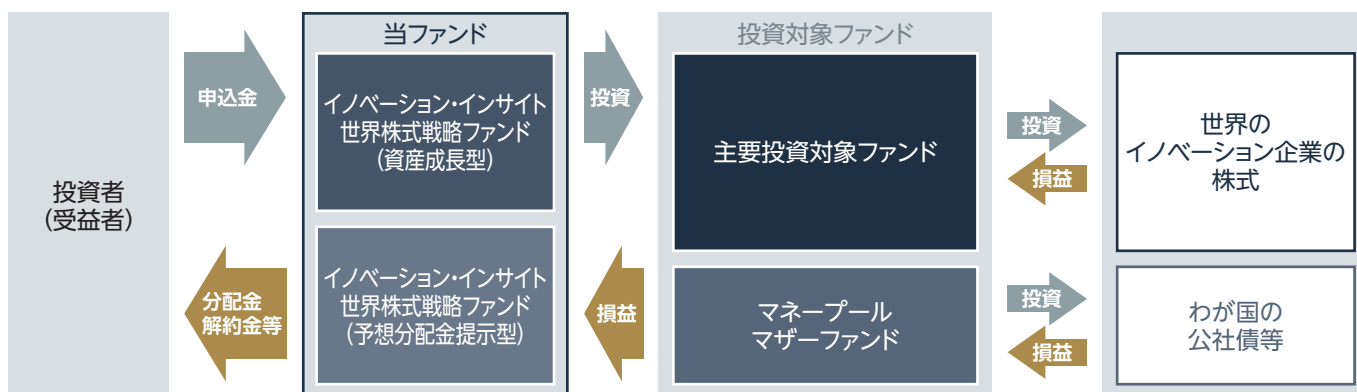 投資者
(受益者)
申込金
分配金
解約金等
当ファンド
イノベーション・インサイト
世界株式戦略ファンド
(資産成長型)
イノベーション・インサイト
世界株式戦略ファンド
(予想分配金提示型)
投資
損益
投資対象ファンド
主要投資対象ファンド
マネープール
マザーファンド
投資
損益
投資
損益
世界の
イノベーション企業の
株式
わが国の
公社債等